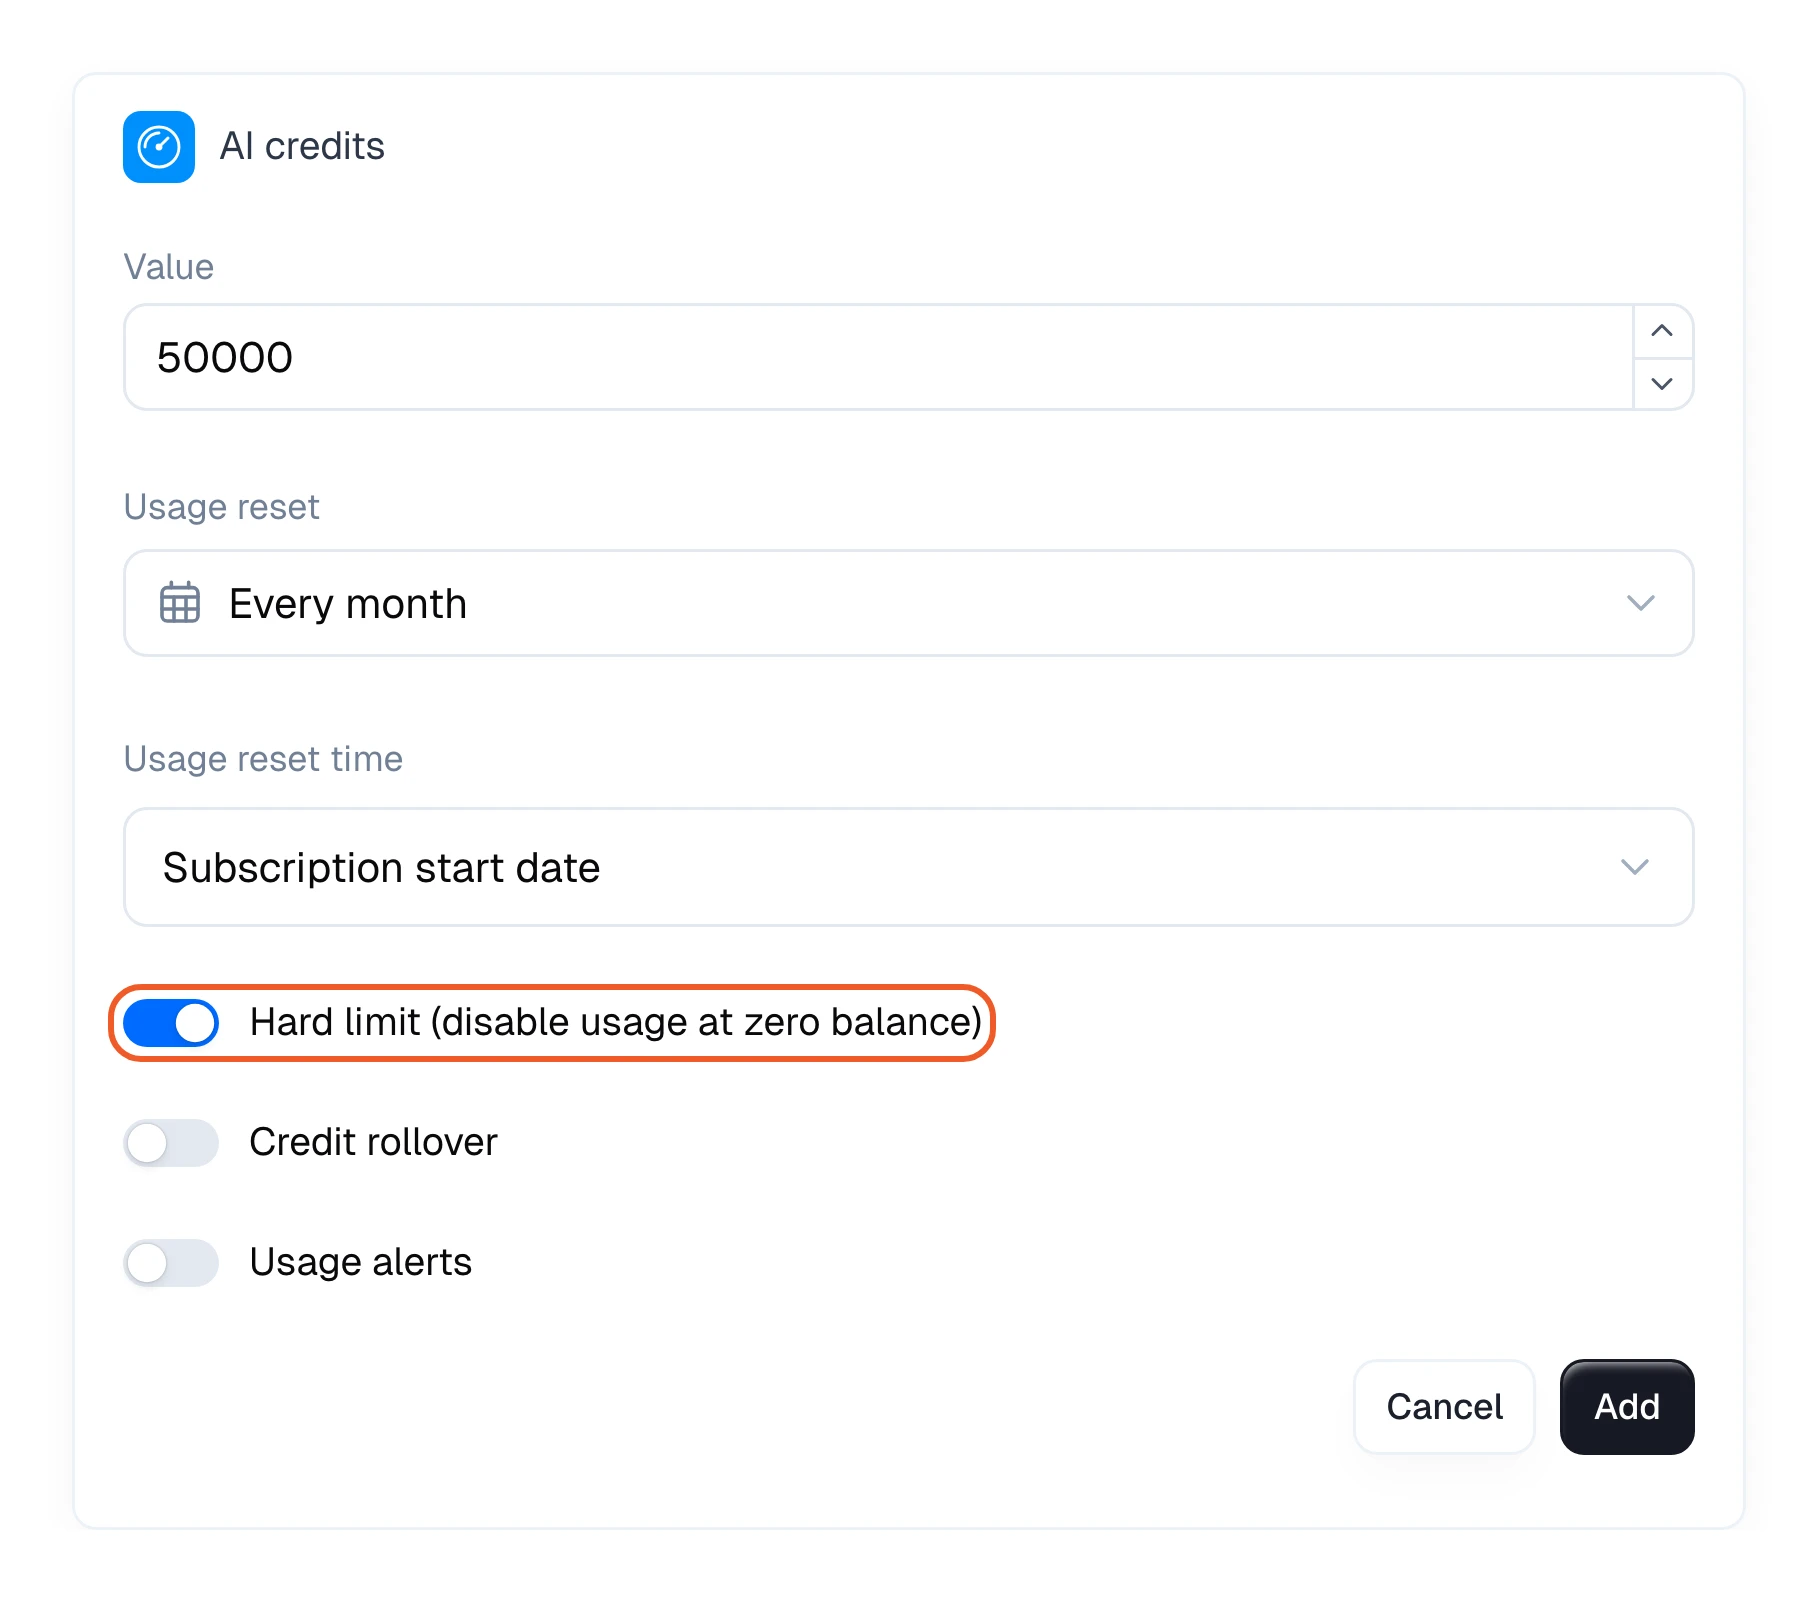 AI credits
Value
50000
Usage reset
Every month
Usage reset time
Subscription start date
Hard limit (disable usage at zero balance)
Credit rollover
Usage alerts
Cancel
Add